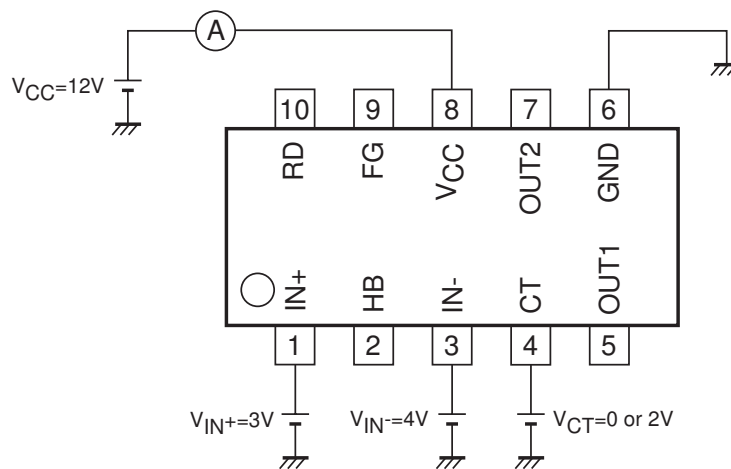 A
VCC=12V
10 9 8 7 6
RD FG VCC OUT2 GND
IN+ HB IN- CT OUT1
1 2 3 4 5
VIN+=3V VIN-=4V VCT=0 or 2V